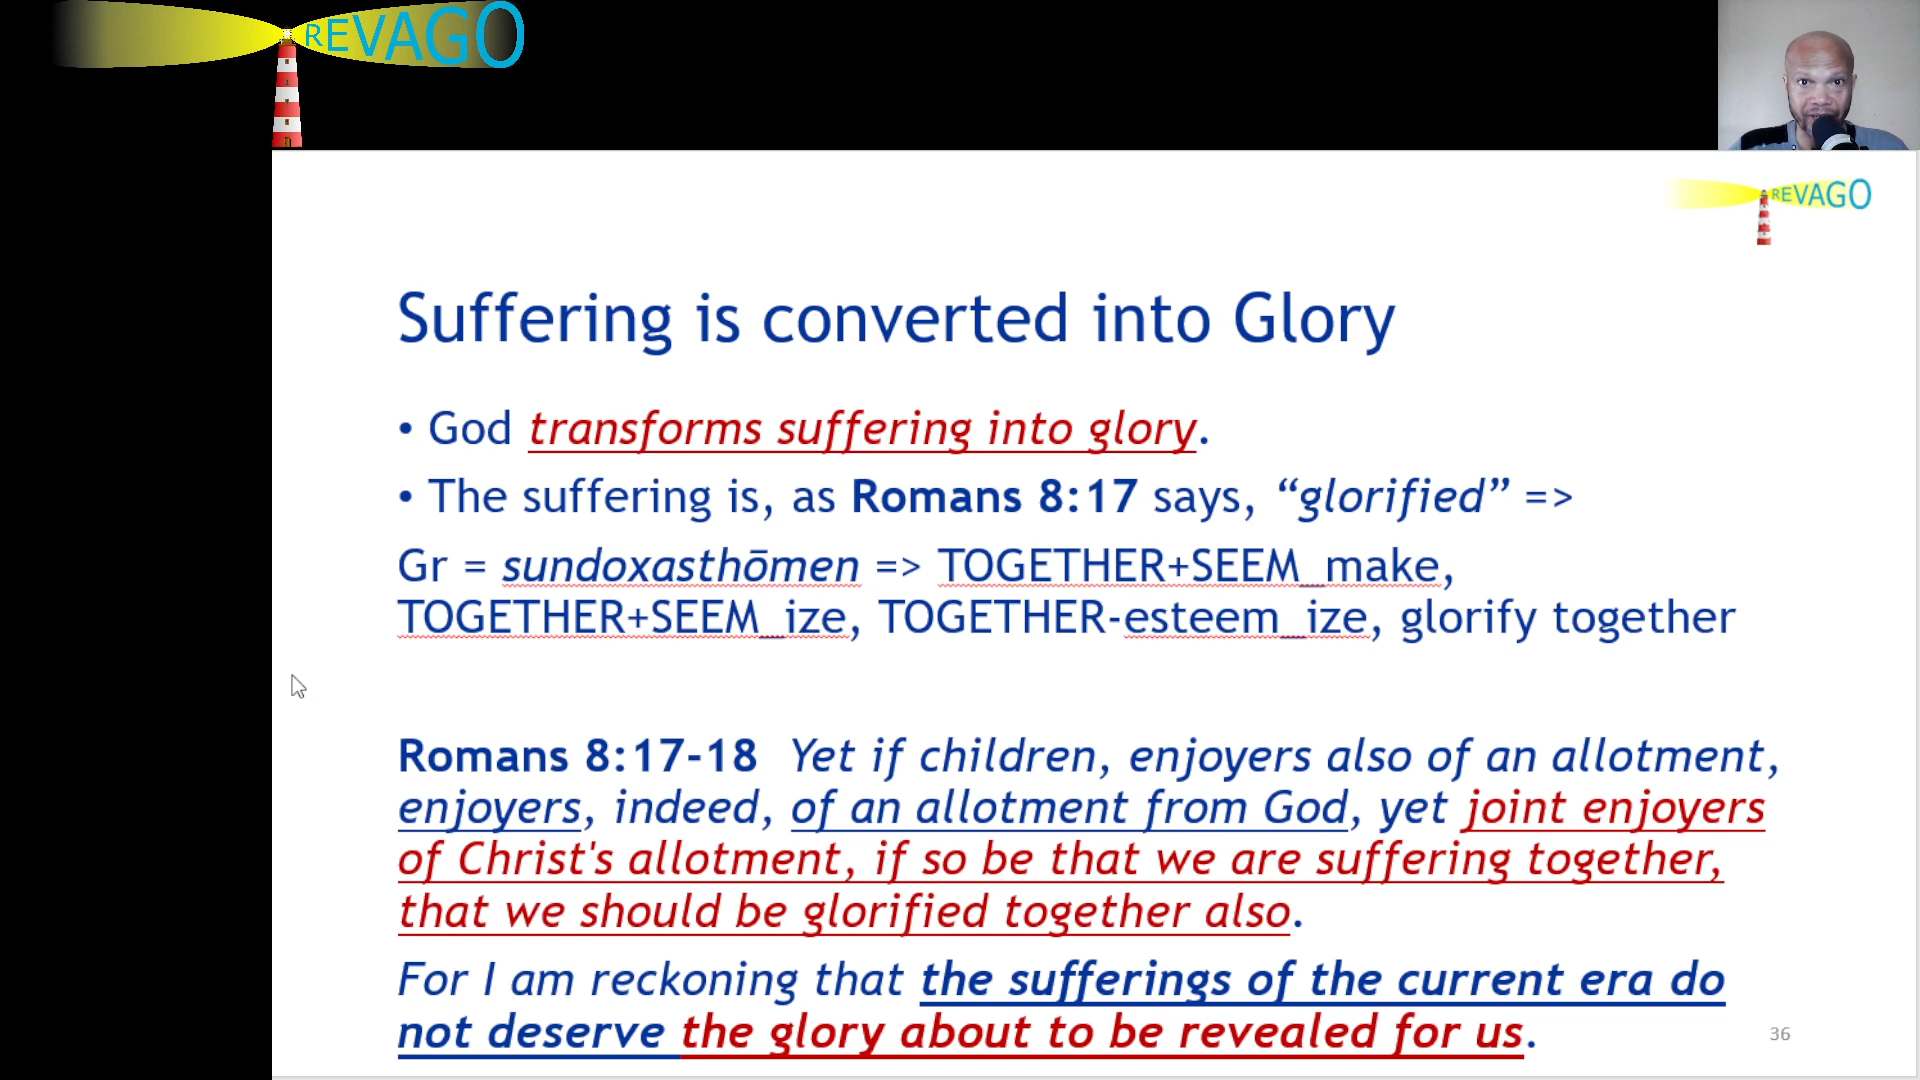 REVAGO
REVAGO
Suffering is converted into Glory
• God transforms suffering into glory.
• The suffering is, as Romans 8:17 says, “glorified” =>
Gr = sundoxasthōmen => TOGETHER+SEEM_make,
TOGETHER+SEEM_ize, TOGETHER-esteem_ize, glorify together
Romans 8:17-18 Yet if children, enjoyers also of an allotment,
enjoyers, indeed, of an allotment from God, yet joint enjoyers
of Christ's allotment, if so be that we are suffering together,
that we should be glorified together also.
For I am reckoning that the sufferings of the current era do
not deserve the glory about to be revealed for us.
36